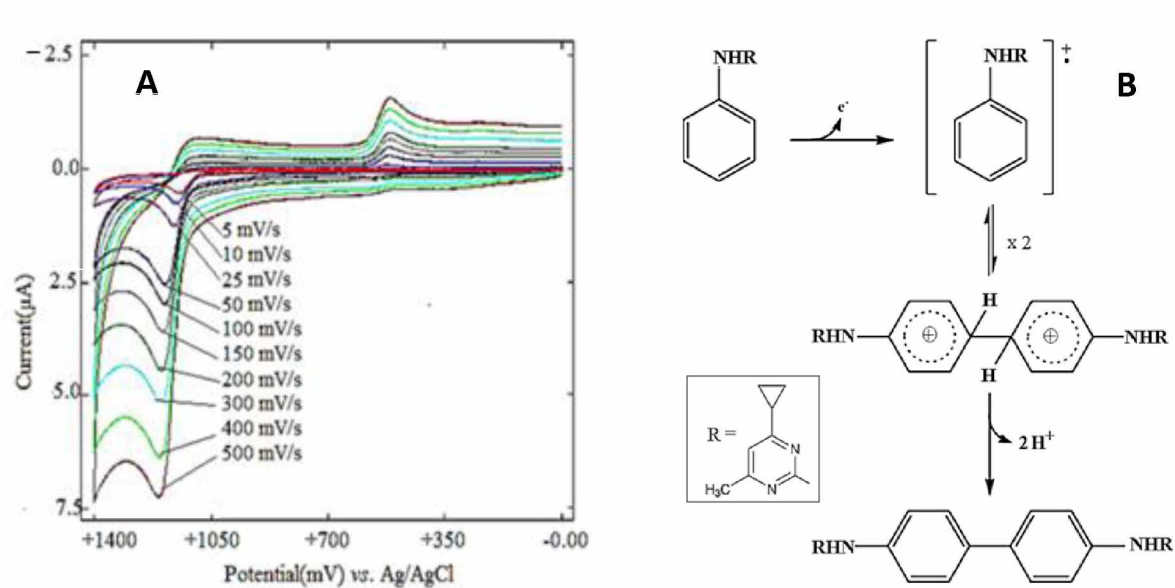 A
−2.5
0.0
2.5
5.0
7.5
Current(µA)
5 mV/s
10 mV/s
25 mV/s
50 mV/s
100 mV/s
150 mV/s
200 mV/s
300 mV/s
400 mV/s
500 mV/s
+1400 +1050 +700 +350 -0.00
Potential(mV) vs. Ag/AgCl
B
NHR
e-
NHR
+
x 2
H
RHN
NHR
H
2H+
R =
N
N
H3C
RHN
NHR